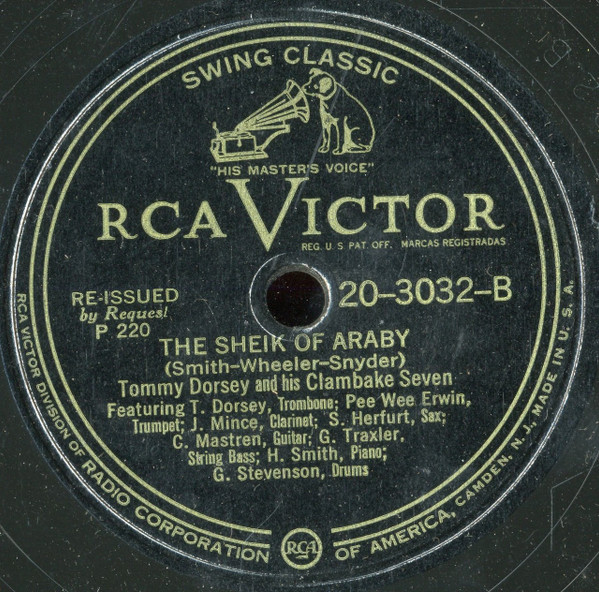 SWING CLASSIC
"HIS MASTER'S VOICE"
RCA VICTOR
REG. U S PAT. OFF. MARCAS REGISTRADAS
RE-ISSUED
by Request
P 220
20-3032-B
THE SHEIK OF ARABY
(Smith-Wheeler-Snyder)
Tommy Dorsey and his Clambake Seven
Featuring T. Dorsey, Trombone; Pee Wee Erwin,
Trumpet; J. Mince, Clarinet; S. Herfurt, Sax;
C. Mastren, Guitar; G. Traxler,
String Bass; H. Smith, Piano;
G. Stevenson, Drums
RCA VICTOR DIVISION OF RADIO CORPORATION OF AMERICA, CAMDEN, N. J., MADE IN U. S. A.
RCA